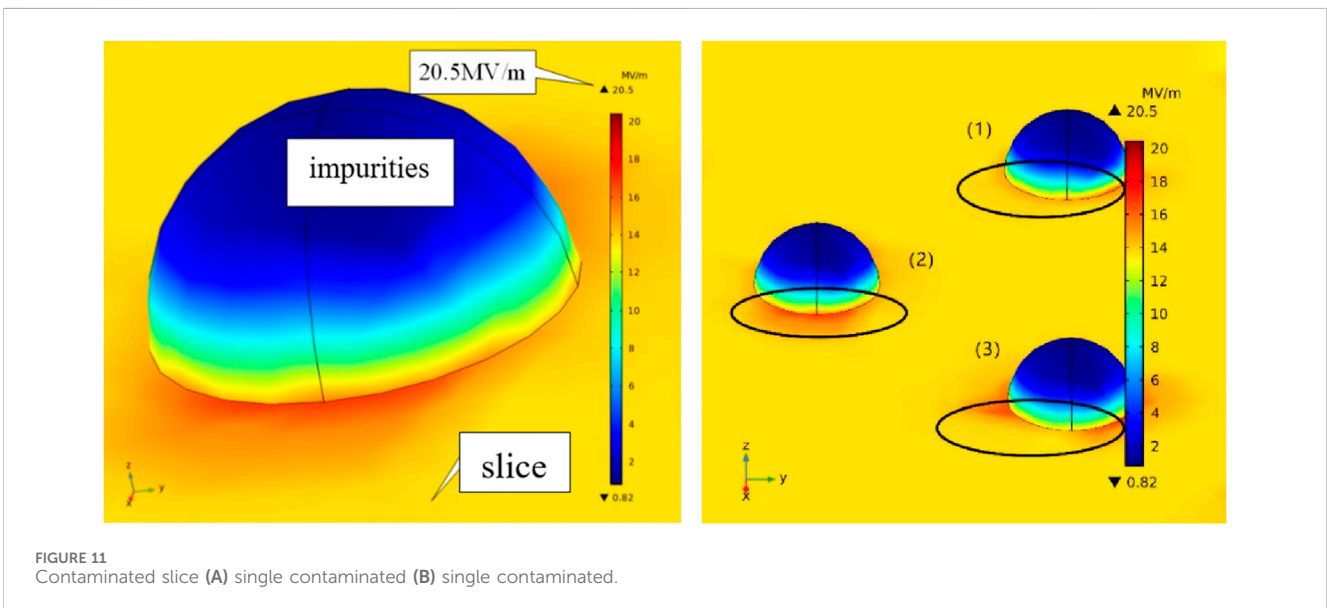 20.5MV/m
MV/m
▲ 20.5
20
18
16
14
12
10
8
6
4
2
▼ 0.82
impurities
slice
z
y
x
MV/m
▲ 20.5
20
18
16
14
12
10
8
6
4
2
▼ 0.82
(1)
(2)
(3)
z
y
x
FIGURE 11
Contaminated slice (A) single contaminated (B) single contaminated.